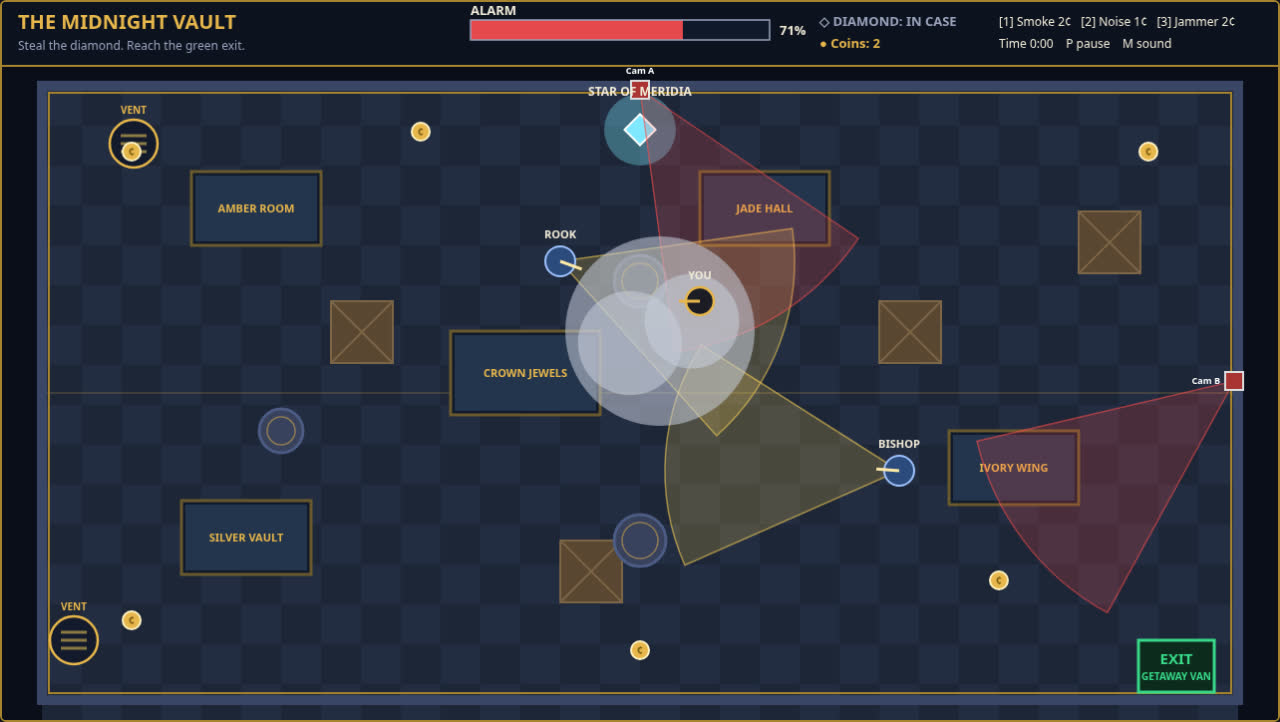 THE MIDNIGHT VAULT
Steal the diamond. Reach the green exit.
ALARM
71%
◇ DIAMOND: IN CASE
● Coins: 2
[1] Smoke 2¢ [2] Noise 1¢ [3] Jammer 2¢
Time 0:00 P pause M sound
Cam A
STAR OF MERIDIA
VENT
¢
¢
¢
AMBER ROOM
JADE HALL
ROOK
YOU
CROWN JEWELS
Cam B
BISHOP
IVORY WING
SILVER VAULT
¢
VENT
¢
¢
EXIT
GETAWAY VAN